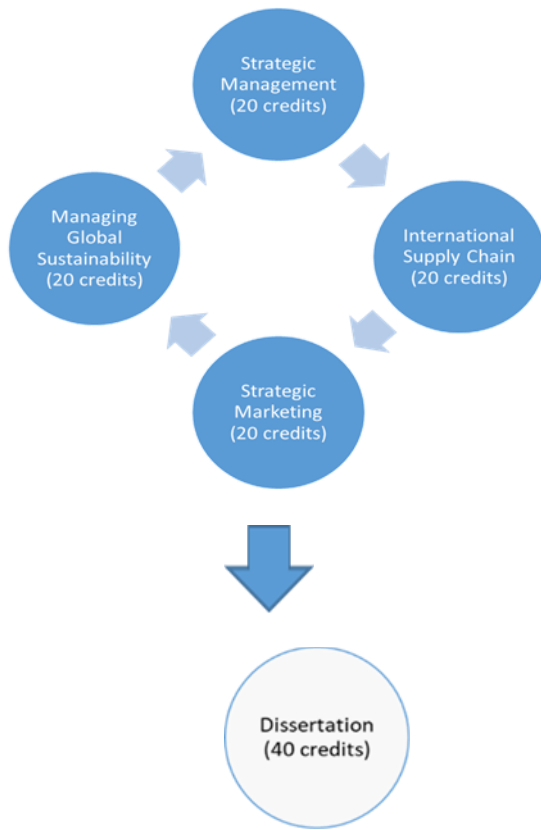 Strategic
Management
(20 credits)
Managing
Global
Sustainability
(20 credits)
International
Supply Chain
(20 credits)
Strategic
Marketing
(20 credits)
Dissertation
(40 credits)